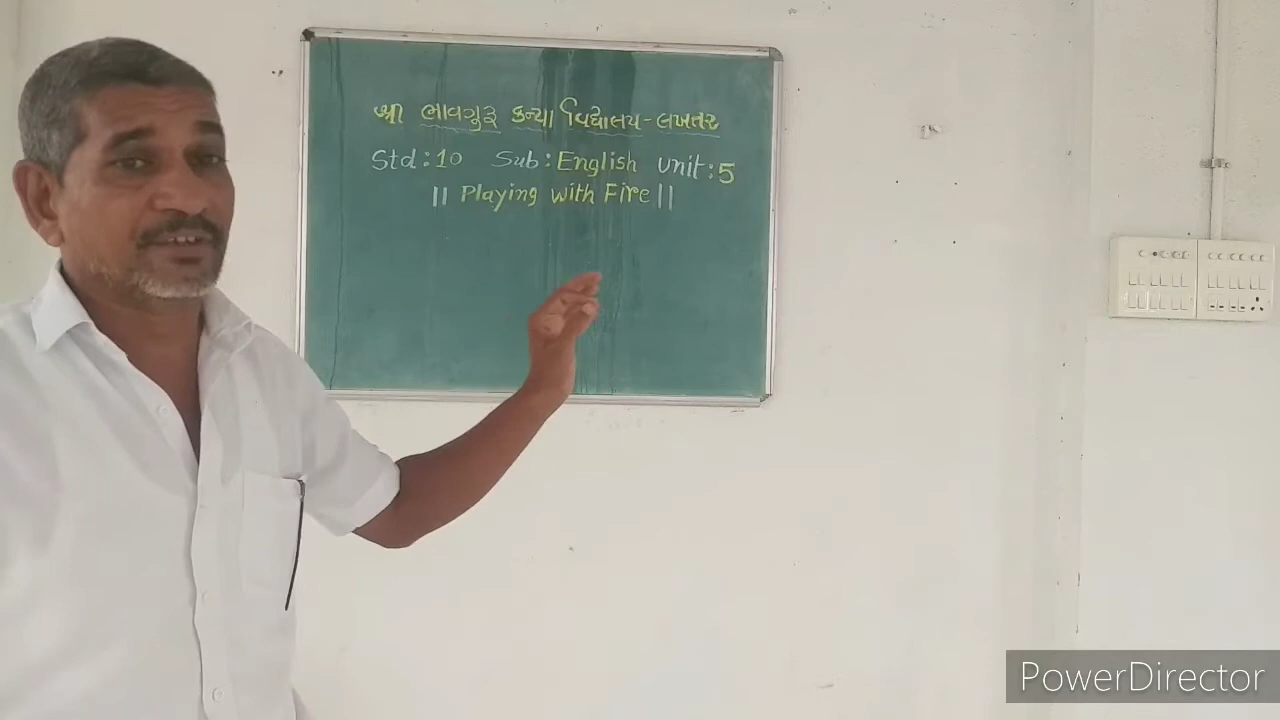 શ્રી ભાવગુરૂ કન્યા વિદ્યાલય-લખતર
Std:10 Sub:English unit:5
|| Playing with Fire ||
PowerDirector